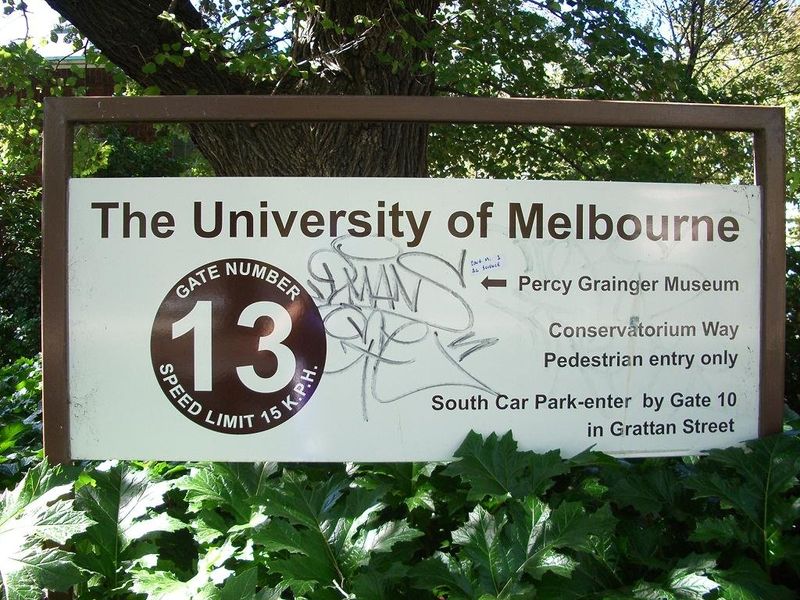 The University of Melbourne
GATE NUMBER
13
SPEED LIMIT 15 K.P.H.
Percy Grainger Museum
Conservatorium Way
Pedestrian entry only
South Car Park-enter by Gate 10
in Grattan Street